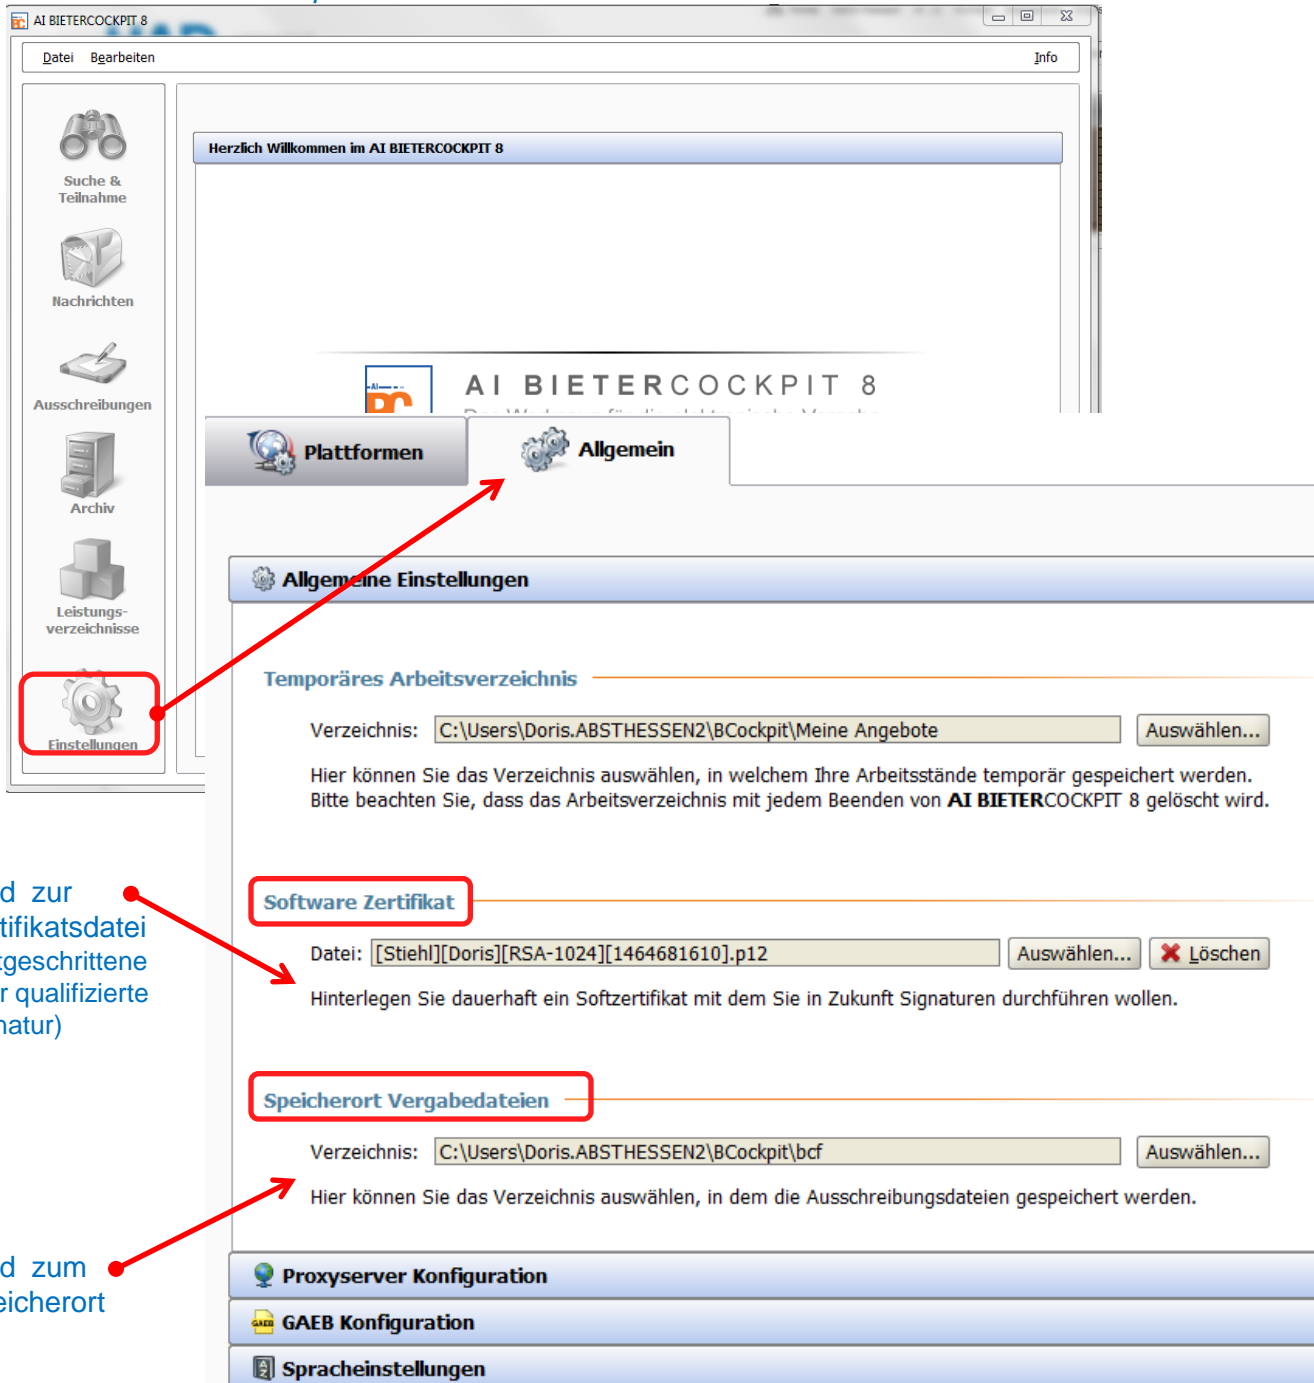 AI BIETERCOCKPIT 8
Datei Bearbeiten Info
Suche &
Teilnahme
Nachrichten
Ausschreibungen
Archiv
Leistungs-
verzeichnisse
Einstellungen
Herzlich Willkommen im AI BIETERCOCKPIT 8
AI BIETERCOCKPIT 8
Plattformen
Allgemein
Allgemeine Einstellungen
Temporäres Arbeitsverzeichnis
Verzeichnis: C:\Users\Doris.ABSTHESSEN2\BCockpit\Meine Angebote Auswählen...
Hier können Sie das Verzeichnis auswählen, in welchem Ihre Arbeitsstände temporär gespeichert werden.
Bitte beachten Sie, dass das Arbeitsverzeichnis mit jedem Beenden von AI BIETERCOCKPIT 8 gelöscht wird.
d zur
tifikatsdatei
tgeschrittene
r qualifizierte
natur)
Software Zertifikat
Datei: [Stiehl][Doris][RSA-1024][1464681610].p12 Auswählen... Löschen
Hinterlegen Sie dauerhaft ein Softzertifikat mit dem Sie in Zukunft Signaturen durchführen wollen.
Speicherort Vergabedateien
Verzeichnis: C:\Users\Doris.ABSTHESSEN2\BCockpit\bcf Auswählen...
Hier können Sie das Verzeichnis auswählen, in dem die Ausschreibungsdateien gespeichert werden.
d zum
eicherort
Proxyserver Konfiguration
GAEB Konfiguration
Spracheinstellungen